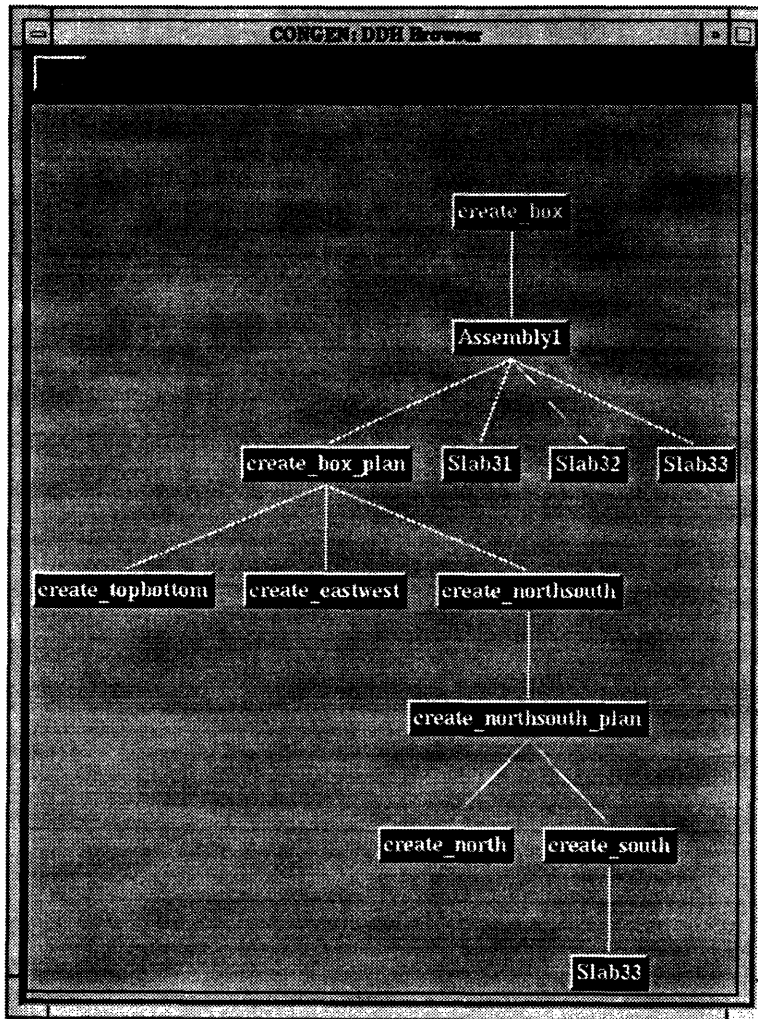 CONGEN: DDH Browser
create_box
Assembly1
create_box_plan Slab31 Slab32 Slab33
create_topbottom create_eastwest create_northsouth
create_northsouth_plan
create_north create_south
Slab33